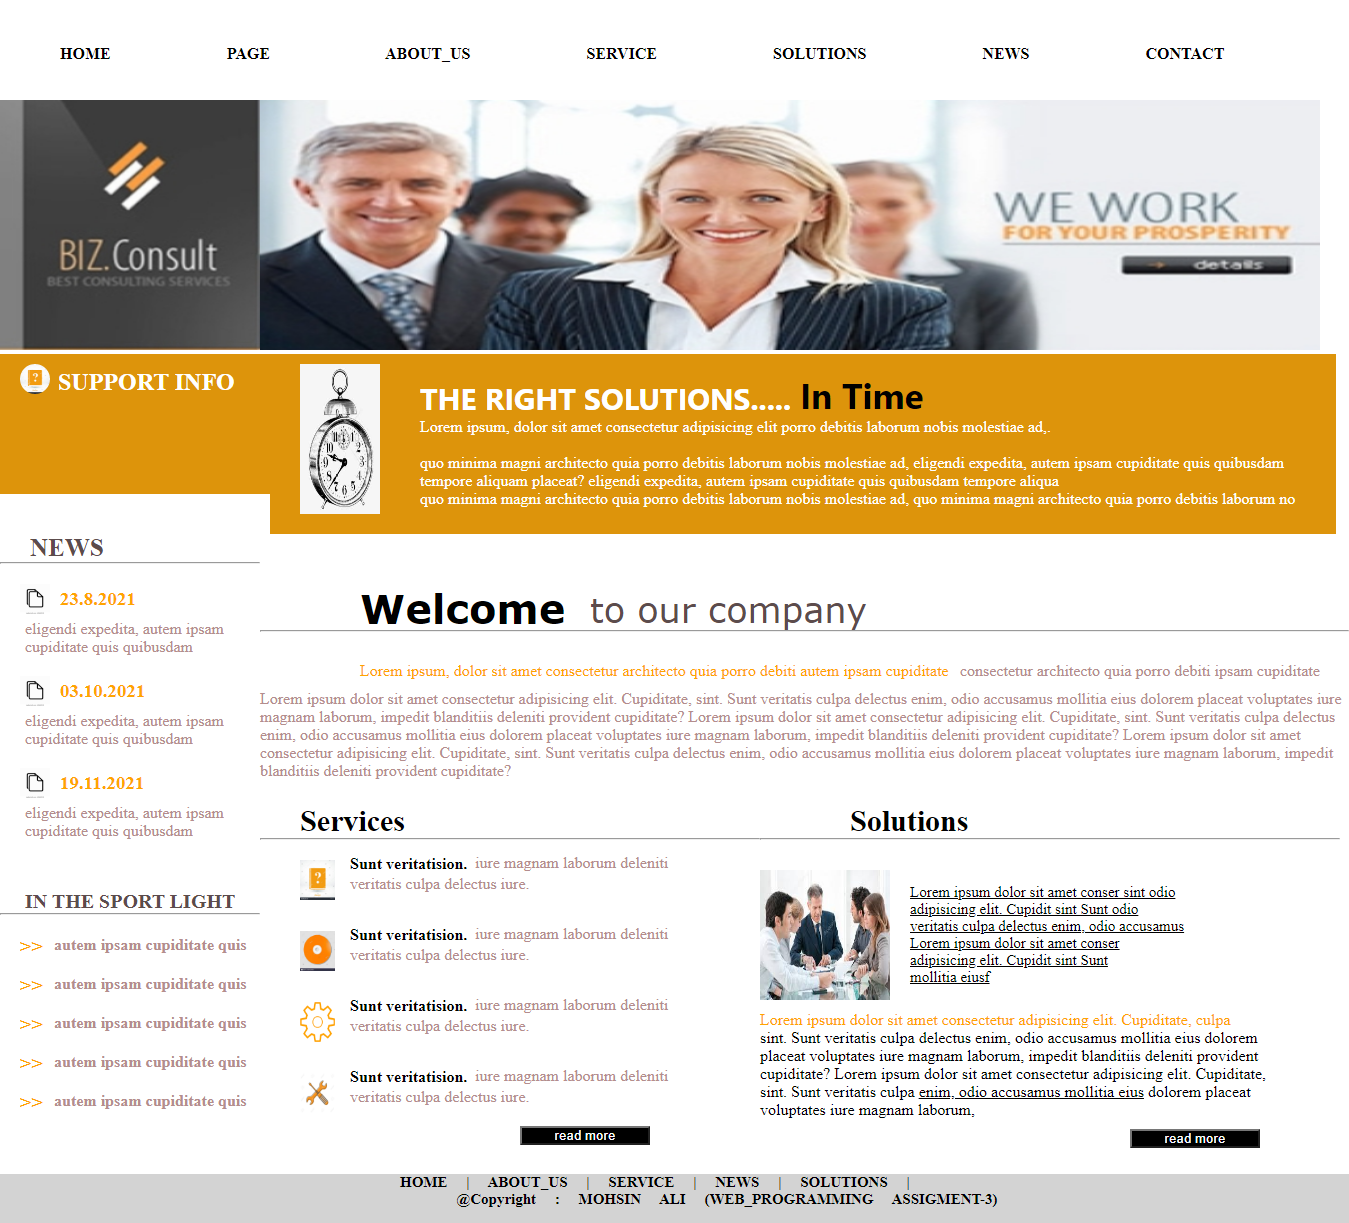 HOME PAGE ABOUT_US SERVICE SOLUTIONS NEWS CONTACT
BIZ.Consult
BEST CONSULTING SERVICES
WE WORK
FOR YOUR PROSPERITY
details
SUPPORT INFO
THE RIGHT SOLUTIONS..... In Time
Lorem ipsum, dolor sit amet consectetur adipisicing elit porro debitis laborum nobis molestiae ad,.
quo minima magni architecto quia porro debitis laborum nobis molestiae ad, eligendi expedita, autem ipsam cupiditate quis quibusdam
tempore aliquam placeat? eligendi expedita, autem ipsam cupiditate quis quibusdam tempore aliqua
quo minima magni architecto quia porro debitis laborum nobis molestiae ad, quo minima magni architecto quia porro debitis laborum no
NEWS
23.8.2021
eligendi expedita, autem ipsam
cupiditate quis quibusdam
03.10.2021
eligendi expedita, autem ipsam
cupiditate quis quibusdam
19.11.2021
eligendi expedita, autem ipsam
cupiditate quis quibusdam
IN THE SPORT LIGHT
>> autem ipsam cupiditate quis
>> autem ipsam cupiditate quis
>> autem ipsam cupiditate quis
>> autem ipsam cupiditate quis
>> autem ipsam cupiditate quis
Welcome to our company
Lorem ipsum, dolor sit amet consectetur architecto quia porro debiti autem ipsam cupiditate consectetur architecto quia porro debiti ipsam cupiditate
Lorem ipsum dolor sit amet consectetur adipisicing elit. Cupiditate, sint. Sunt veritatis culpa delectus enim, odio accusamus mollitia eius dolorem placeat voluptates iure
magnam laborum, impedit blanditiis deleniti provident cupiditate? Lorem ipsum dolor sit amet consectetur adipisicing elit. Cupiditate, sint. Sunt veritatis culpa delectus
enim, odio accusamus mollitia eius dolorem placeat voluptates iure magnam laborum, impedit blanditiis deleniti provident cupiditate? Lorem ipsum dolor sit amet
consectetur adipisicing elit. Cupiditate, sint. Sunt veritatis culpa delectus enim, odio accusamus mollitia eius dolorem placeat voluptates iure magnam laborum, impedit
blanditiis deleniti provident cupiditate?
Services
Sunt veritatision. iure magnam laborum deleniti
veritatis culpa delectus iure.
Sunt veritatision. iure magnam laborum deleniti
veritatis culpa delectus iure.
Sunt veritatision. iure magnam laborum deleniti
veritatis culpa delectus iure.
Sunt veritatision. iure magnam laborum deleniti
veritatis culpa delectus iure.
read more
Solutions
Lorem ipsum dolor sit amet conser sint odio
adipisicing elit. Cupidit sint Sunt odio
veritatis culpa delectus enim, odio accusamus
Lorem ipsum dolor sit amet conser
adipisicing elit. Cupidit sint Sunt
mollitia eiusf
Lorem ipsum dolor sit amet consectetur adipisicing elit. Cupiditate, culpa
sint. Sunt veritatis culpa delectus enim, odio accusamus mollitia eius dolorem
placeat voluptates iure magnam laborum, impedit blanditiis deleniti provident
cupiditate? Lorem ipsum dolor sit amet consectetur adipisicing elit. Cupiditate,
sint. Sunt veritatis culpa enim, odio accusamus mollitia eius dolorem placeat
voluptates iure magnam laborum,
read more
HOME | ABOUT_US | SERVICE | NEWS | SOLUTIONS |
@Copyright : MOHSIN ALI (WEB_PROGRAMMING ASSIGMENT-3)